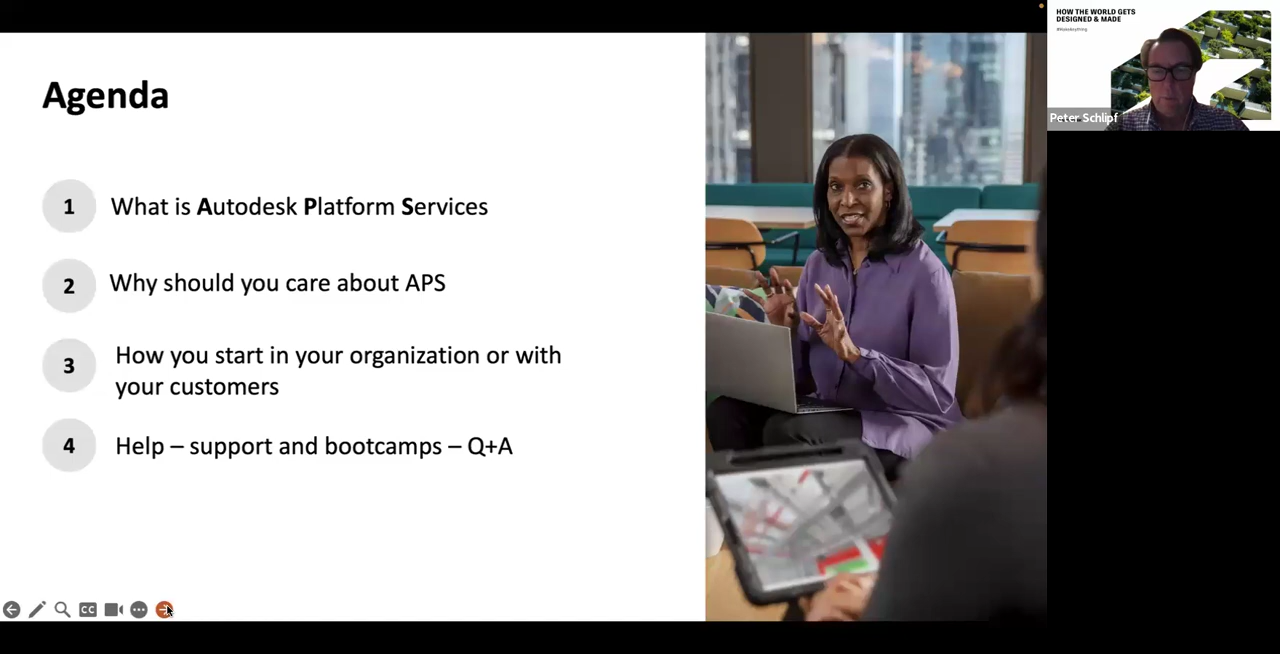 Agenda
1
What is Autodesk Platform Services
2
Why should you care about APS
3
How you start in your organization or with
your customers
4
Help – support and bootcamps – Q+A
CC
HOW THE WORLD GETS
DESIGNED & MADE
#MakeAnything
Peter Schlipf